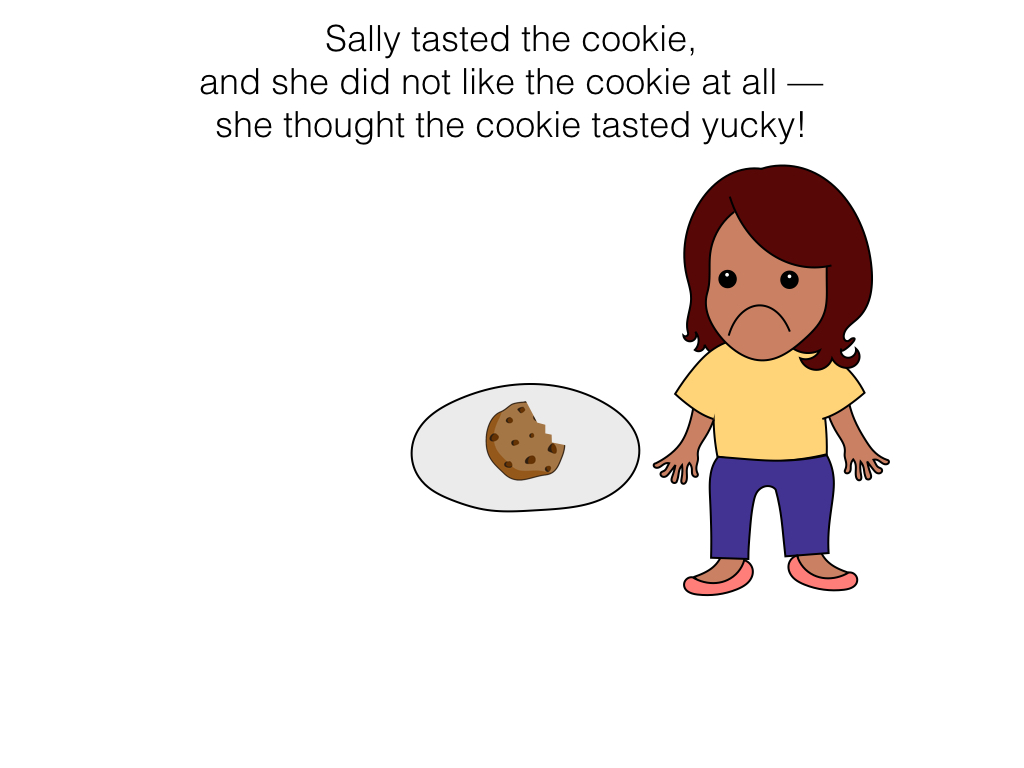 Sally tasted the cookie,
and she did not like the cookie at all —
she thought the cookie tasted yucky!